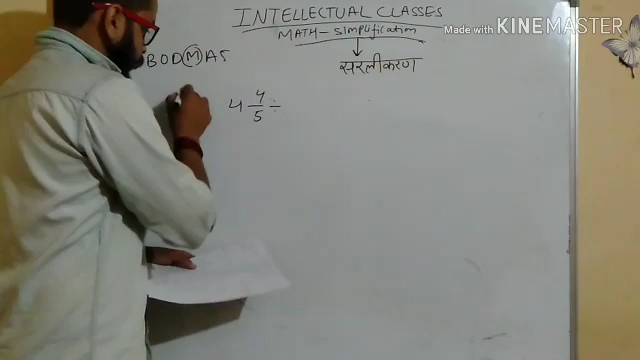 INTELLECTUAL CLASSES
MATH - Simplification
Made with KINEMASTER
BODMAS
सरलीकरण
4 4/5 ÷